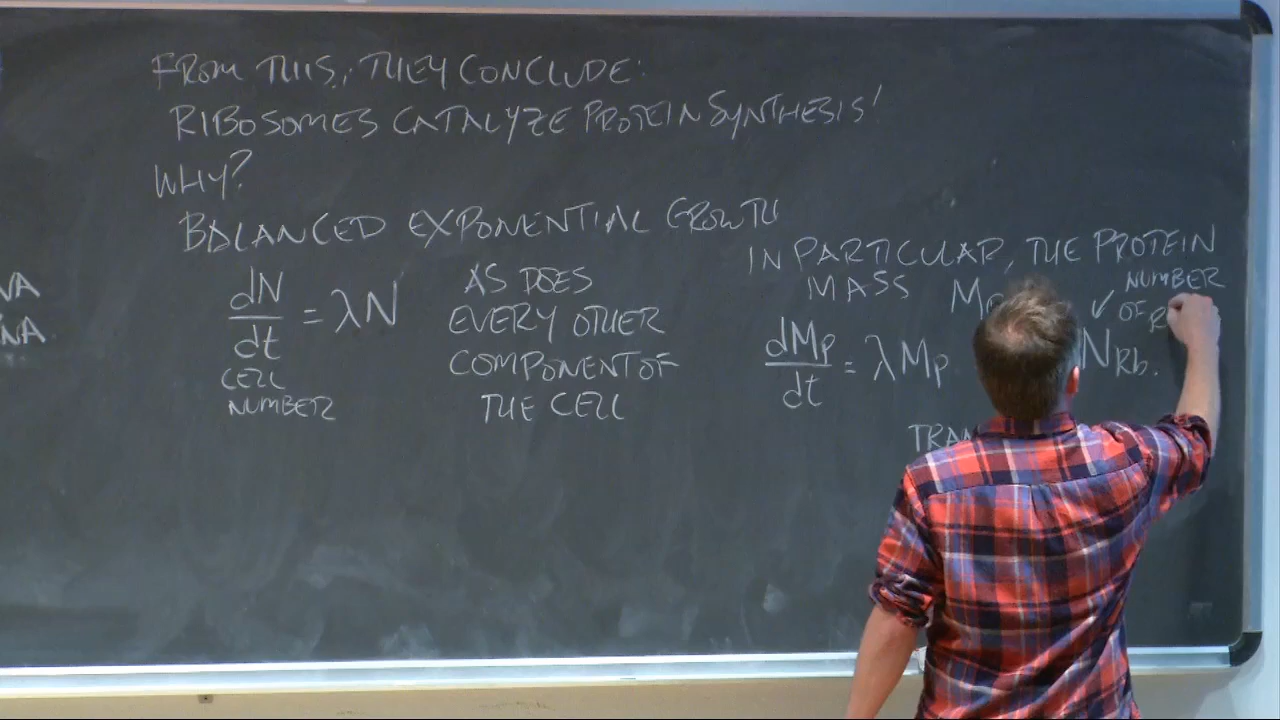 FROM THIS, THEY CONCLUDE:
RIBOSOMES CATALYZE PROTEIN SYNTHESIS!
WHY?
BALANCED EXPONENTIAL GROWTH
dN/dt = λN
CELL
NUMBER
AS DOES
EVERY OTHER
COMPONENT OF
THE CELL
IN PARTICULAR, THE PROTEIN
MASS
dMp/dt = λMp
NRb.
NUMBER
OF